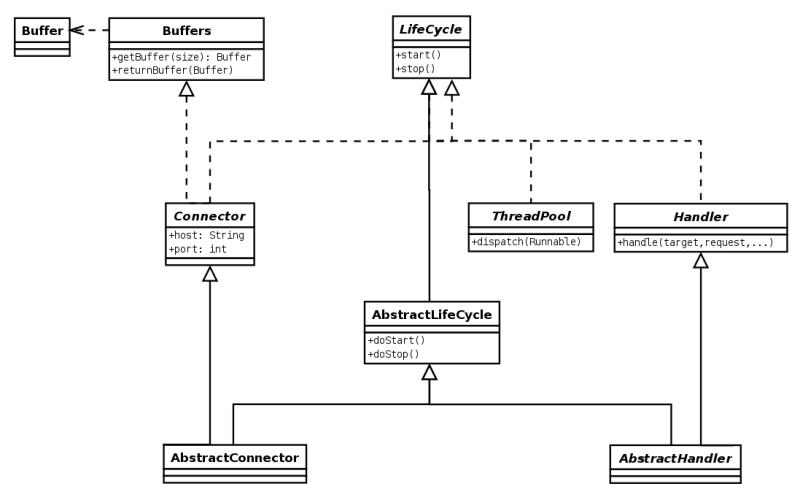 Buffer
Buffers
+getBuffer(size): Buffer
+returnBuffer(Buffer)
LifeCycle
+start()
+stop()
Connector
+host: String
+port: int
ThreadPool
+dispatch(Runnable)
Handler
+handle(target,request,...)
AbstractLifeCycle
+doStart()
+doStop()
AbstractConnector
AbstractHandler